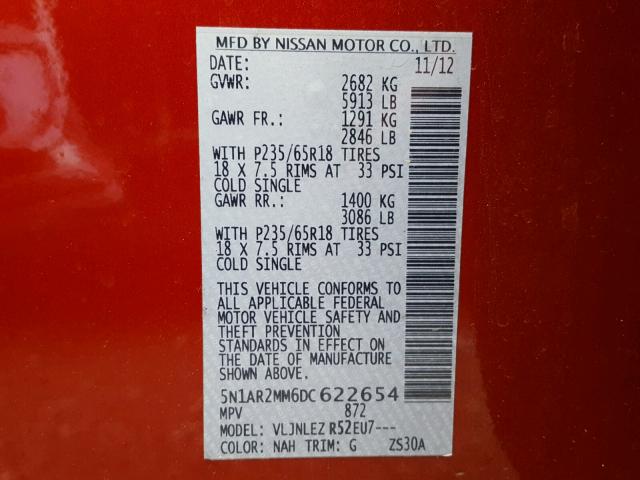 MFD BY NISSAN MOTOR CO., LTD.
DATE: 11/12
GVWR: 2682 KG
5913 LB
GAWR FR.: 1291 KG
2846 LB
WITH P235/65R18 TIRES
18 X 7.5 RIMS AT 33 PSI
COLD SINGLE
GAWR RR.: 1400 KG
3086 LB
WITH P235/65R18 TIRES
18 X 7.5 RIMS AT 33 PSI
COLD SINGLE
THIS VEHICLE CONFORMS TO
ALL APPLICABLE FEDERAL
MOTOR VEHICLE SAFETY AND
THEFT PREVENTION
STANDARDS IN EFFECT ON
THE DATE OF MANUFACTURE
SHOWN ABOVE.
5N1AR2MM6DC622654
MPV 872
MODEL: VLJNLEZ R52EU7---
COLOR: NAH TRIM: G ZS30A